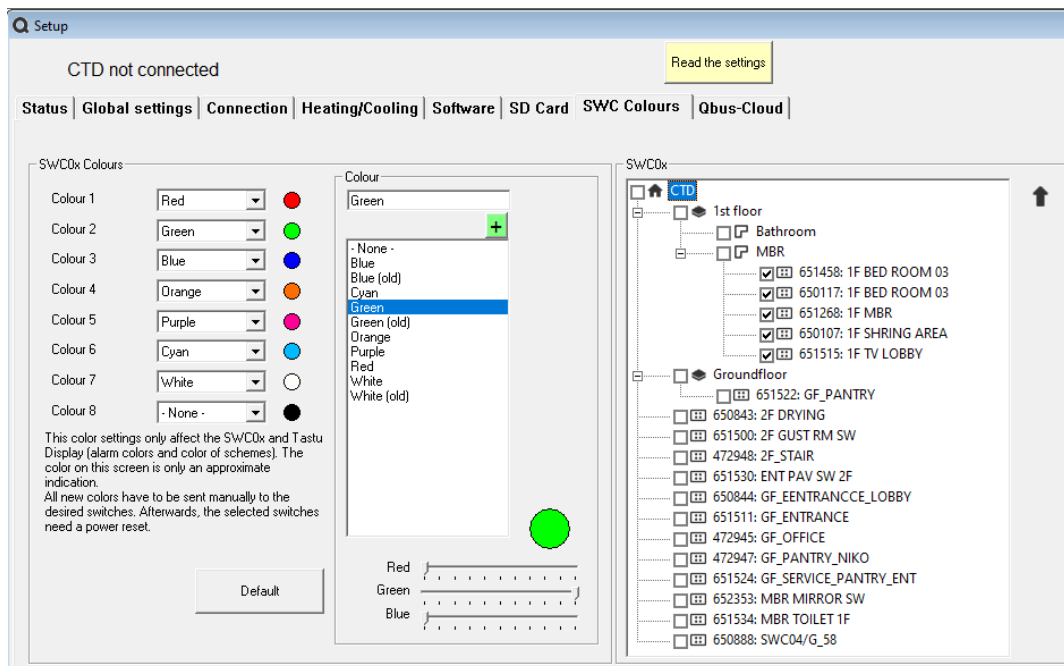 Setup
CTD not connected
Read the settings
Status Global settings Connection Heating/Cooling Software SD Card SWC Colours Qbus-Cloud
SWC0x Colours
Colour 1 Red
Colour 2 Green
Colour 3 Blue
Colour 4 Orange
Colour 5 Purple
Colour 6 Cyan
Colour 7 White
Colour 8 - None -
This color settings only affect the SWC0x and Tastu
Display (alarm colors and color of schemes). The
color on this screen is only an approximate
indication.
All new colors have to be sent manually to the
desired switches. Afterwards, the selected switches
need a power reset.
Default
Colour
Green
+
- None -
Blue
Blue (old)
Cyan
Green
Green (old)
Orange
Purple
Red
White
White (old)
Red
Green
Blue
SWC0x
CTD
1st floor
Bathroom
MBR
651458: 1F BED ROOM 03
650117: 1F BED ROOM 03
651268: 1F MBR
650107: 1F SHRING AREA
651515: 1F TV LOBBY
Groundfloor
651522: GF_PANTRY
650843: 2F DRYING
651500: 2F GUST RM SW
472948: 2F_STAIR
651530: ENT PAV SW 2F
650844: GF_EENTRANCCE_LOBBY
651511: GF_ENTRANCE
472945: GF_OFFICE
472947: GF_PANTRY_NIKO
651524: GF_SERVICE_PANTRY_ENT
652353: MBR MIRROR SW
651534: MBR TOILET 1F
650888: SWC04/G_58